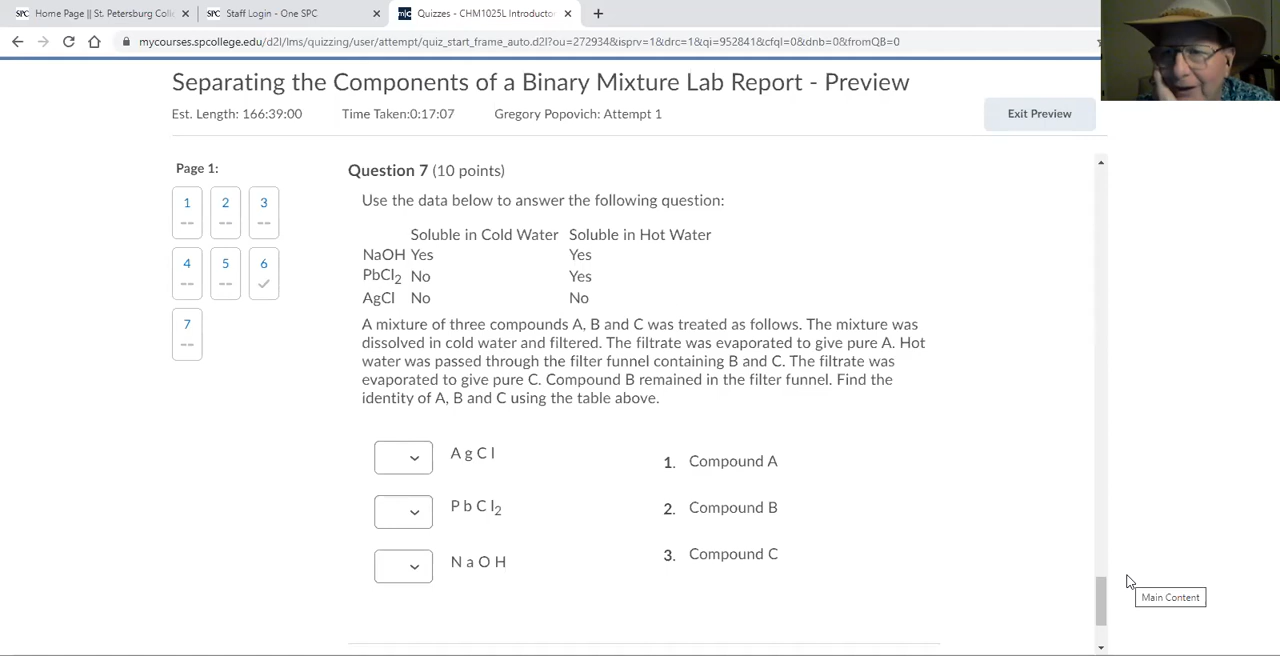 Home Page || St. Petersburg Coll
Staff Login - One SPC
Quizzes - CHM1025L Introducto
mycourses.spcollege.edu/d2l/lms/quizzing/user/attempt/quiz_start_frame_auto.d2l?ou=272934&isprv=1&drc=1&qi=952841&cfql=0&dnb=0&fromQB=0
Separating the Components of a Binary Mixture Lab Report - Preview
Est. Length: 166:39:00 Time Taken:0:17:07 Gregory Popovich: Attempt 1
Exit Preview
Page 1:
1 2 3
-- -- --
4 5 6
-- --
7
--
Question 7 (10 points)
Use the data below to answer the following question:
Soluble in Cold Water Soluble in Hot Water
NaOH Yes Yes
PbCl2 No Yes
AgCl No No
A mixture of three compounds A, B and C was treated as follows. The mixture was
dissolved in cold water and filtered. The filtrate was evaporated to give pure A. Hot
water was passed through the filter funnel containing B and C. The filtrate was
evaporated to give pure C. Compound B remained in the filter funnel. Find the
identity of A, B and C using the table above.
A g C l
P b C l2
N a O H
1. Compound A
2. Compound B
3. Compound C
Main Content